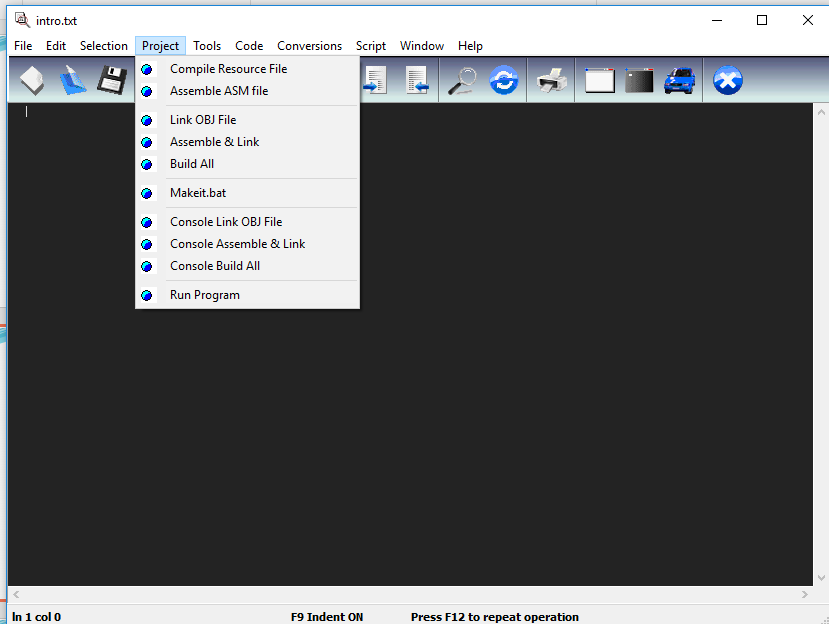 intro.txt
File Edit Selection Project Tools Code Conversions Script Window Help
Compile Resource File
Assemble ASM file
Link OBJ File
Assemble & Link
Build All
Makeit.bat
Console Link OBJ File
Console Assemble & Link
Console Build All
Run Program
ln 1 col 0 F9 Indent ON Press F12 to repeat operation